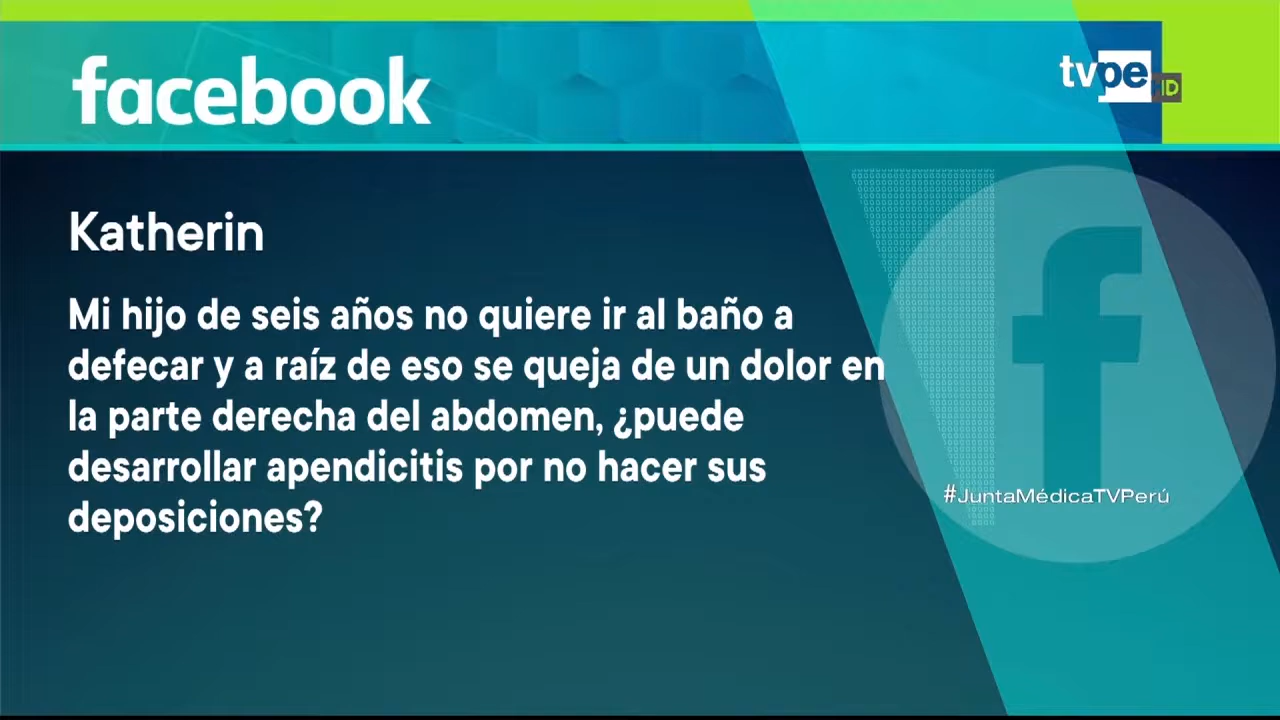 facebook
tvpe
HD
Katherin
Mi hijo de seis años no quiere ir al baño a
defecar y a raíz de eso se queja de un dolor en
la parte derecha del abdomen, ¿puede
desarrollar apendicitis por no hacer sus
deposiciones?
f
#JuntaMédicaTVPerú